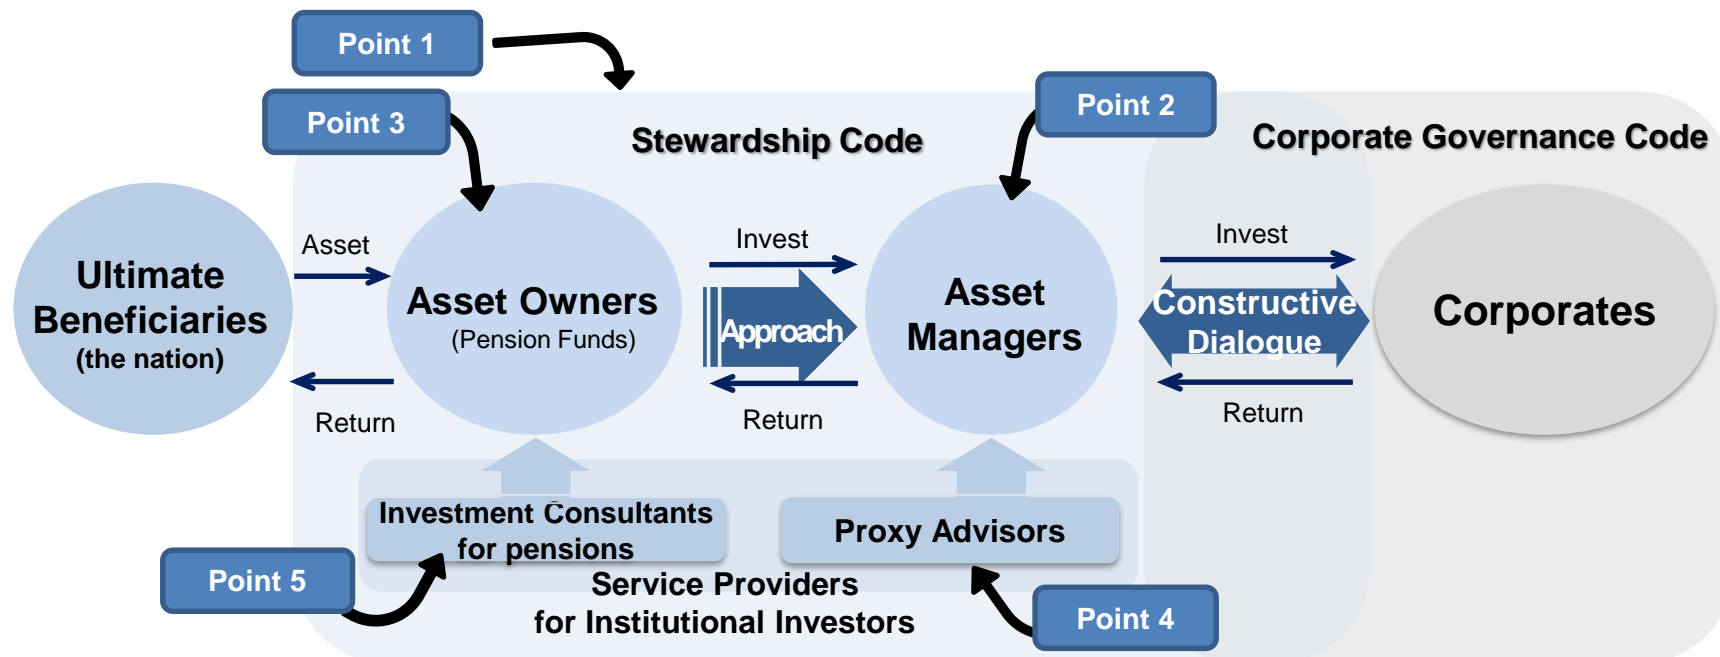 Point 1
Point 3
Point 2
Stewardship Code
Corporate Governance Code
Ultimate
Beneficiaries
(the nation)
Asset
Return
Asset Owners
(Pension Funds)
Invest
Approach
Return
Asset
Managers
Invest
Constructive
Dialogue
Return
Corporates
Investment Consultants
for pensions
Proxy Advisors
Point 5
Service Providers
for Institutional Investors
Point 4